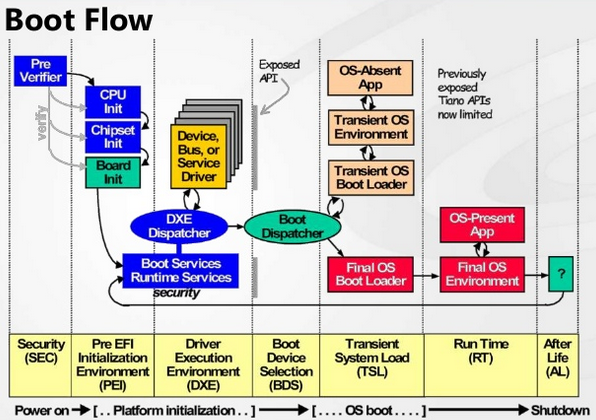 Boot Flow
Pre
Verifier
verify
CPU
Init
Chipset
Init
Board
Init
Device,
Bus, or
Service
Driver
Exposed
API
DXE
Dispatcher
Boot Services
Runtime Services
security
Boot
Dispatcher
OS-Absent
App
Transient OS
Environment
Transient OS
Boot Loader
Final OS
Boot Loader
Previously
exposed
Tiano APIs
now limited
OS-Present
App
Final OS
Environment
?
Security
(SEC)
Pre EFI
Initialization
Environment
(PEI)
Driver
Execution
Environment
(DXE)
Boot
Device
Selection
(BDS)
Transient
System Load
(TSL)
Run Time
(RT)
After
Life
(AL)
Power on [ . . Platform initialization . . ] [ . . . . OS boot . . . . ] Shutdown